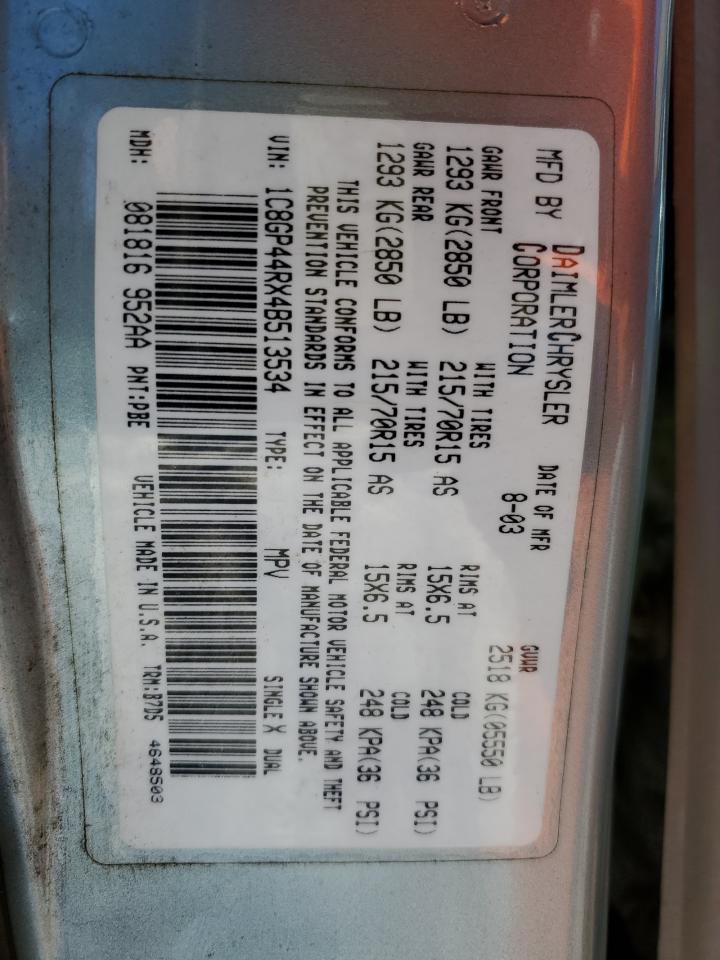 MFD BY DAIMLERCHRYSLER CORPORATION DATE OF MFR 8-03 GVWR 2518 KG(05550 LB)
GAWR FRONT WITH TIRES RIMS AT COLD
1293 KG(2850 LB) 215/70R15 AS 15X6.5 248 KPA(36 PSI)
GAWR REAR WITH TIRES RIMS AT COLD
1293 KG(2850 LB) 215/70R15 AS 15X6.5 248 KPA(36 PSI)
THIS VEHICLE CONFORMS TO ALL APPLICABLE FEDERAL MOTOR VEHICLE SAFETY AND THEFT
PREVENTION STANDARDS IN EFFECT ON THE DATE OF MANUFACTURE SHOWN ABOVE.
VIN: 1C8GP44RX4B513534 TYPE: MPV SINGLE X DUAL
MDH: 081816 952AA PNT:PBE VEHICLE MADE IN U.S.A. TRM:B7D5 4648503